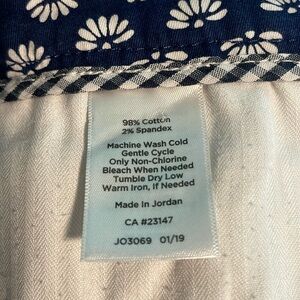 98% Cotton
2% Spandex
Machine Wash Cold
Gentle Cycle
Only Non-Chlorine
Bleach When Needed
Tumble Dry Low
Warm Iron, If Needed
Made in Jordan
CA #23147
JO3069 01/19